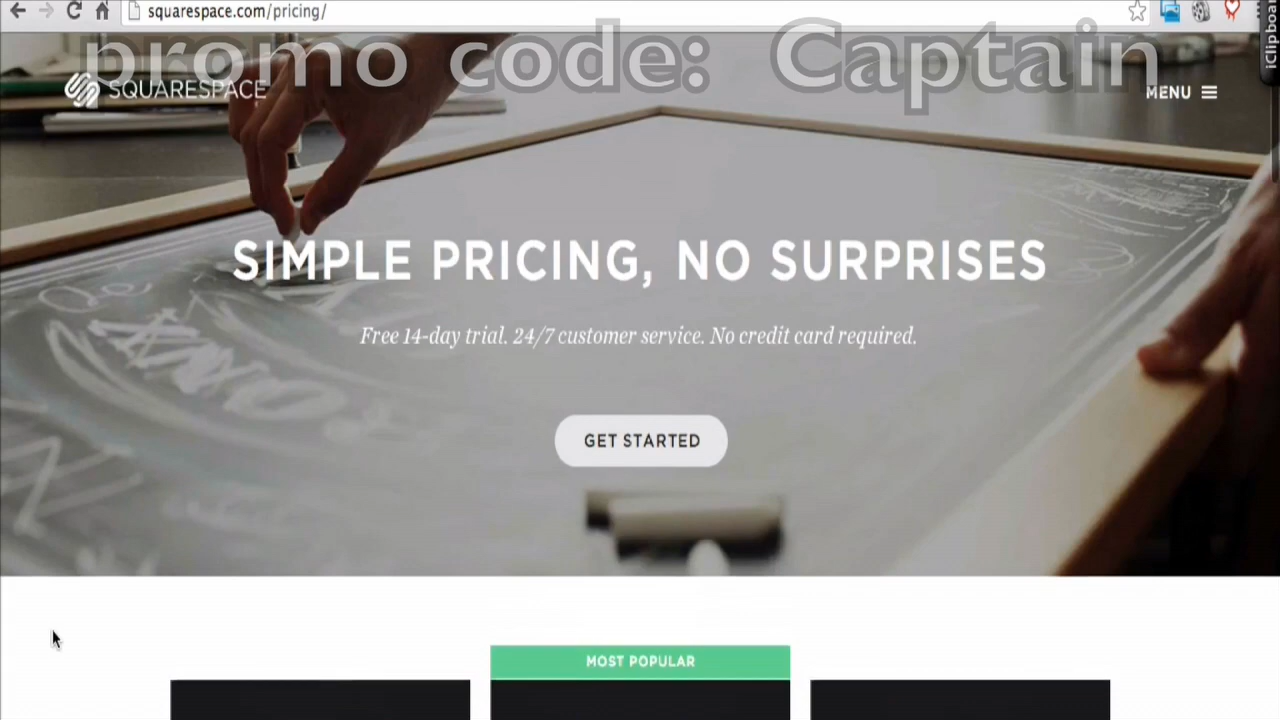 squarespace.com/pricing/
iClipboar
promo code: Captain
SQUARESPACE
MENU
SIMPLE PRICING, NO SURPRISES
Free 14-day trial. 24/7 customer service. No credit card required.
GET STARTED
MOST POPULAR